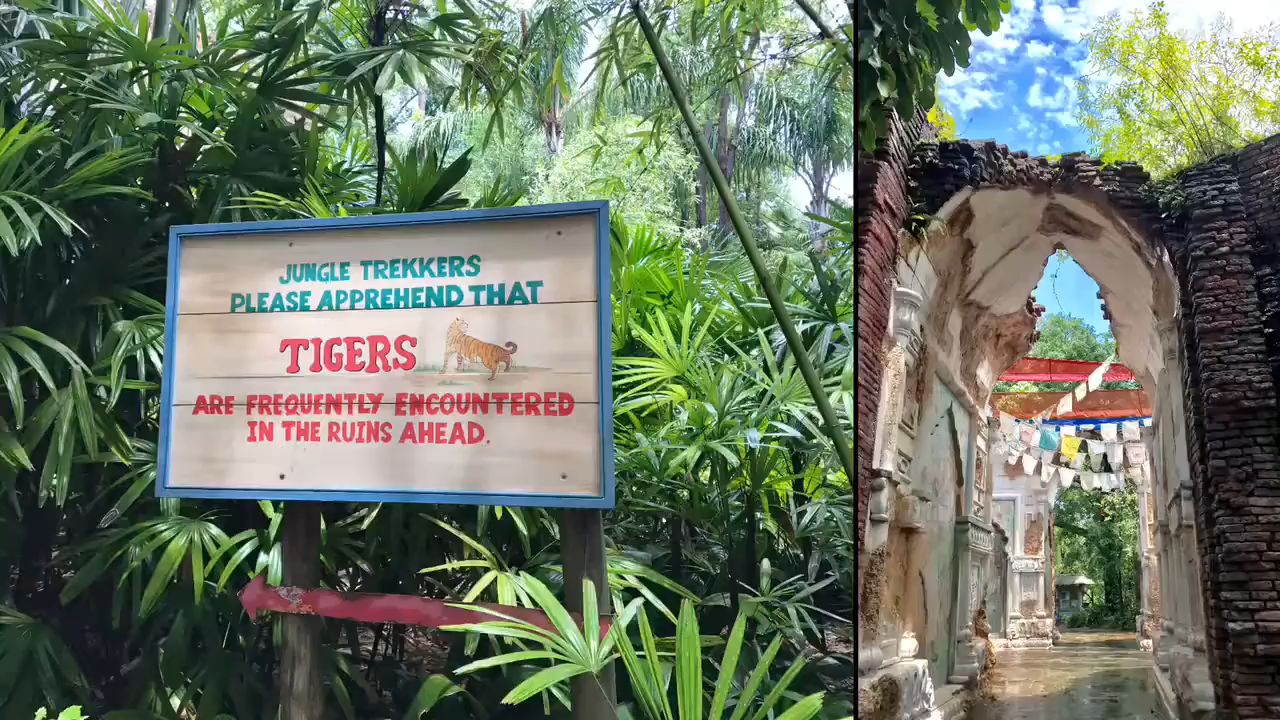 JUNGLE TREKKERS
PLEASE APPREHEND THAT
TIGERS
ARE FREQUENTLY ENCOUNTERED
IN THE RUINS AHEAD.